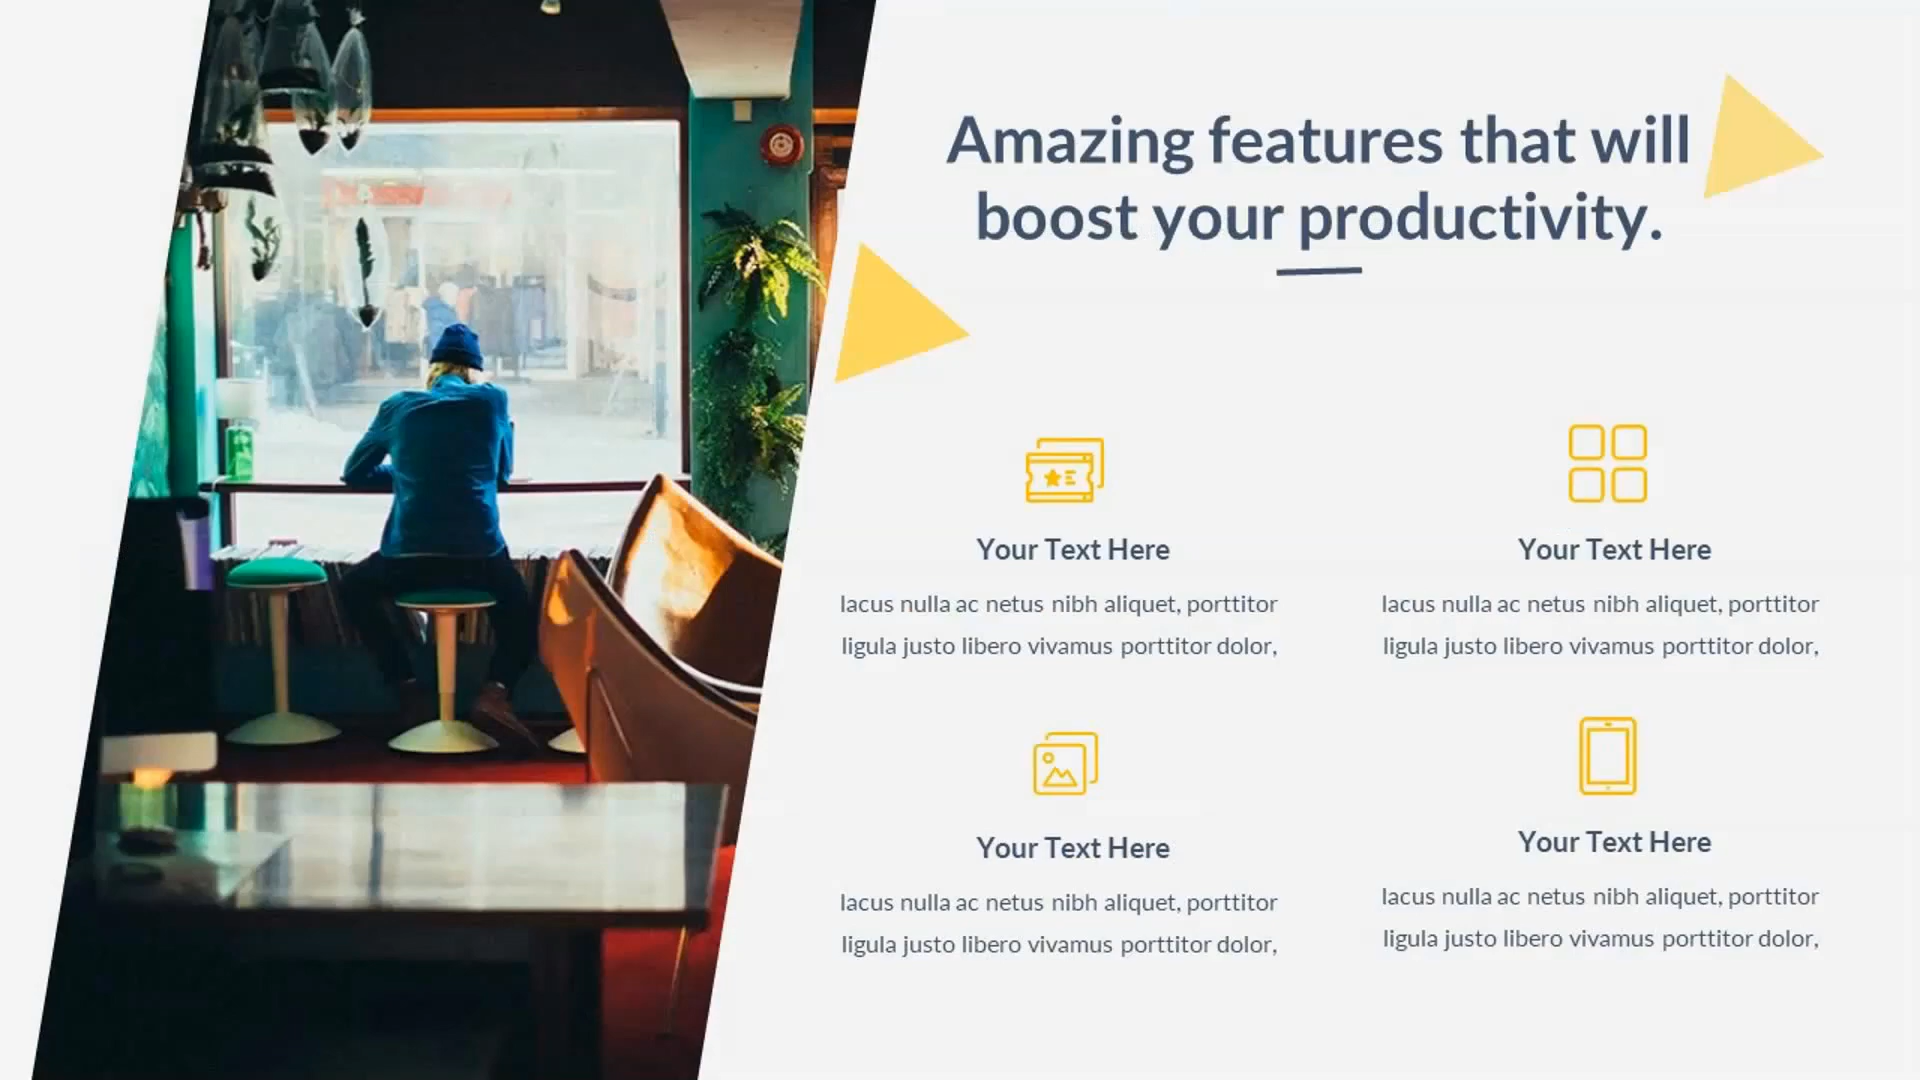 Amazing features that will
boost your productivity.
Your Text Here
lacus nulla ac netus nibh aliquet, porttitor
ligula justo libero vivamus porttitor dolor,
Your Text Here
lacus nulla ac netus nibh aliquet, porttitor
ligula justo libero vivamus porttitor dolor,
Your Text Here
lacus nulla ac netus nibh aliquet, porttitor
ligula justo libero vivamus porttitor dolor,
Your Text Here
lacus nulla ac netus nibh aliquet, porttitor
ligula justo libero vivamus porttitor dolor,